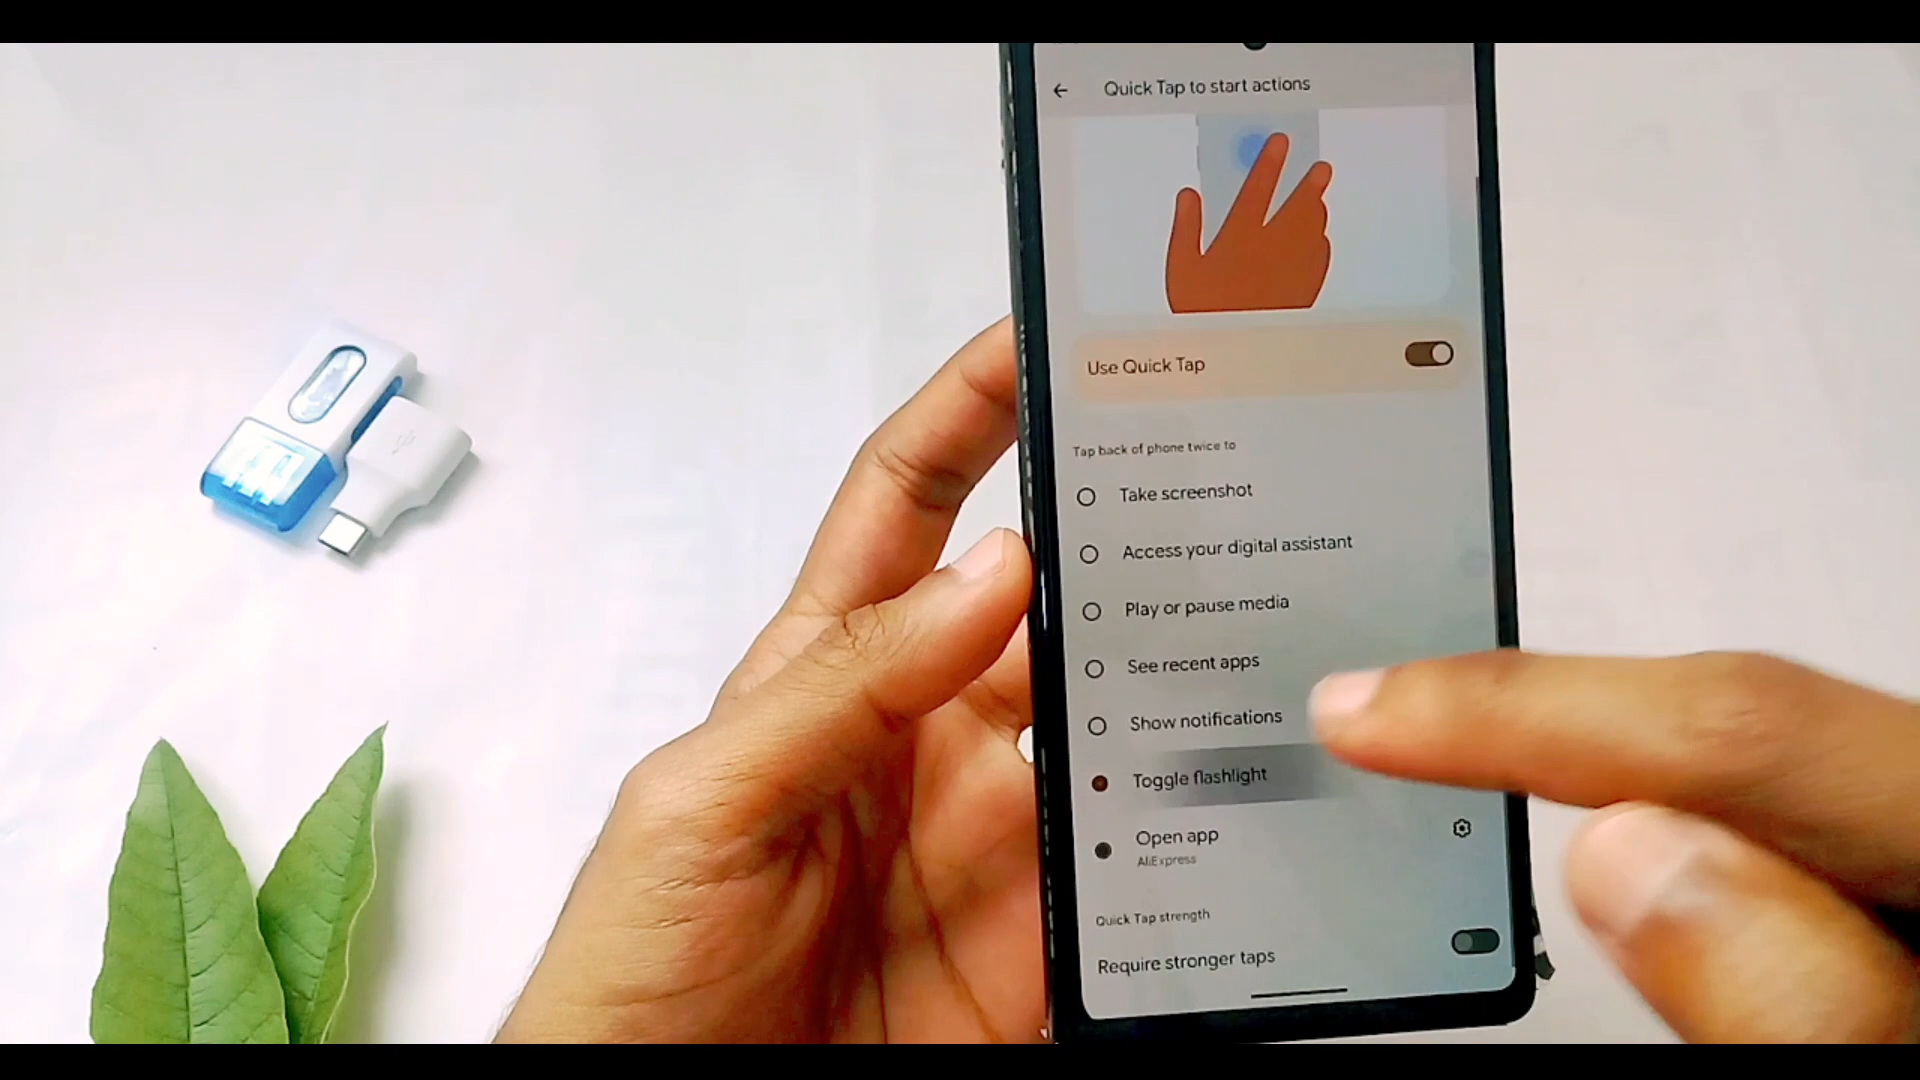 Quick Tap to start actions
Use Quick Tap
Tap back of phone twice to
Take screenshot
Access your digital assistant
Play or pause media
See recent apps
Show notifications
Toggle flashlight
Open app
AliExpress
Quick Tap strength
Require stronger taps